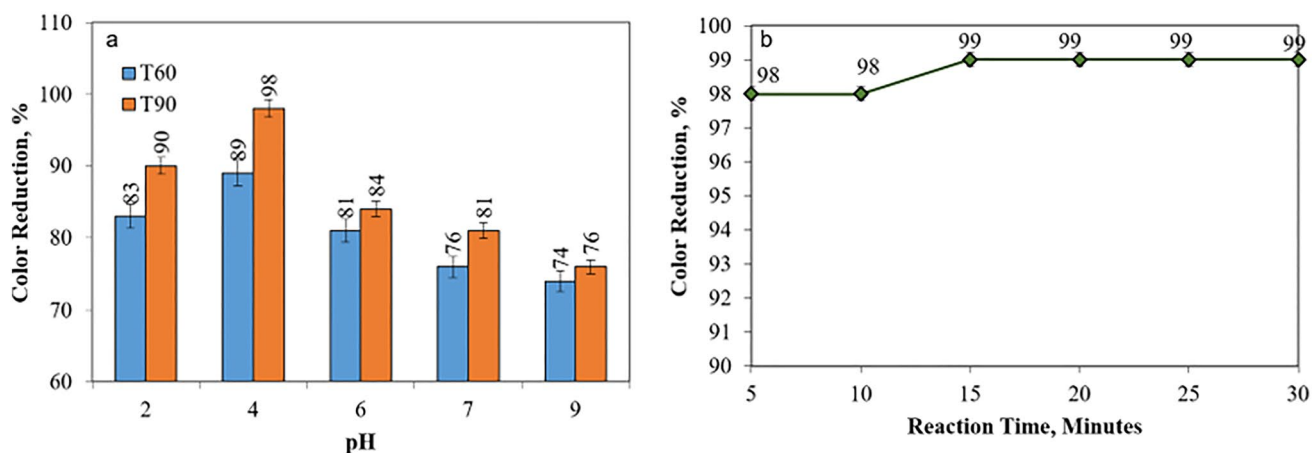 a
T60
T90
Color Reduction, %
110
100
90
80
70
60
83
90
89
98
81
84
76
81
74
76
2 4 6 7 9
pH
b
Color Reduction, %
100
99
98
97
96
95
94
93
92
91
90
98 98 99 99 99 99
5 10 15 20 25 30
Reaction Time, Minutes